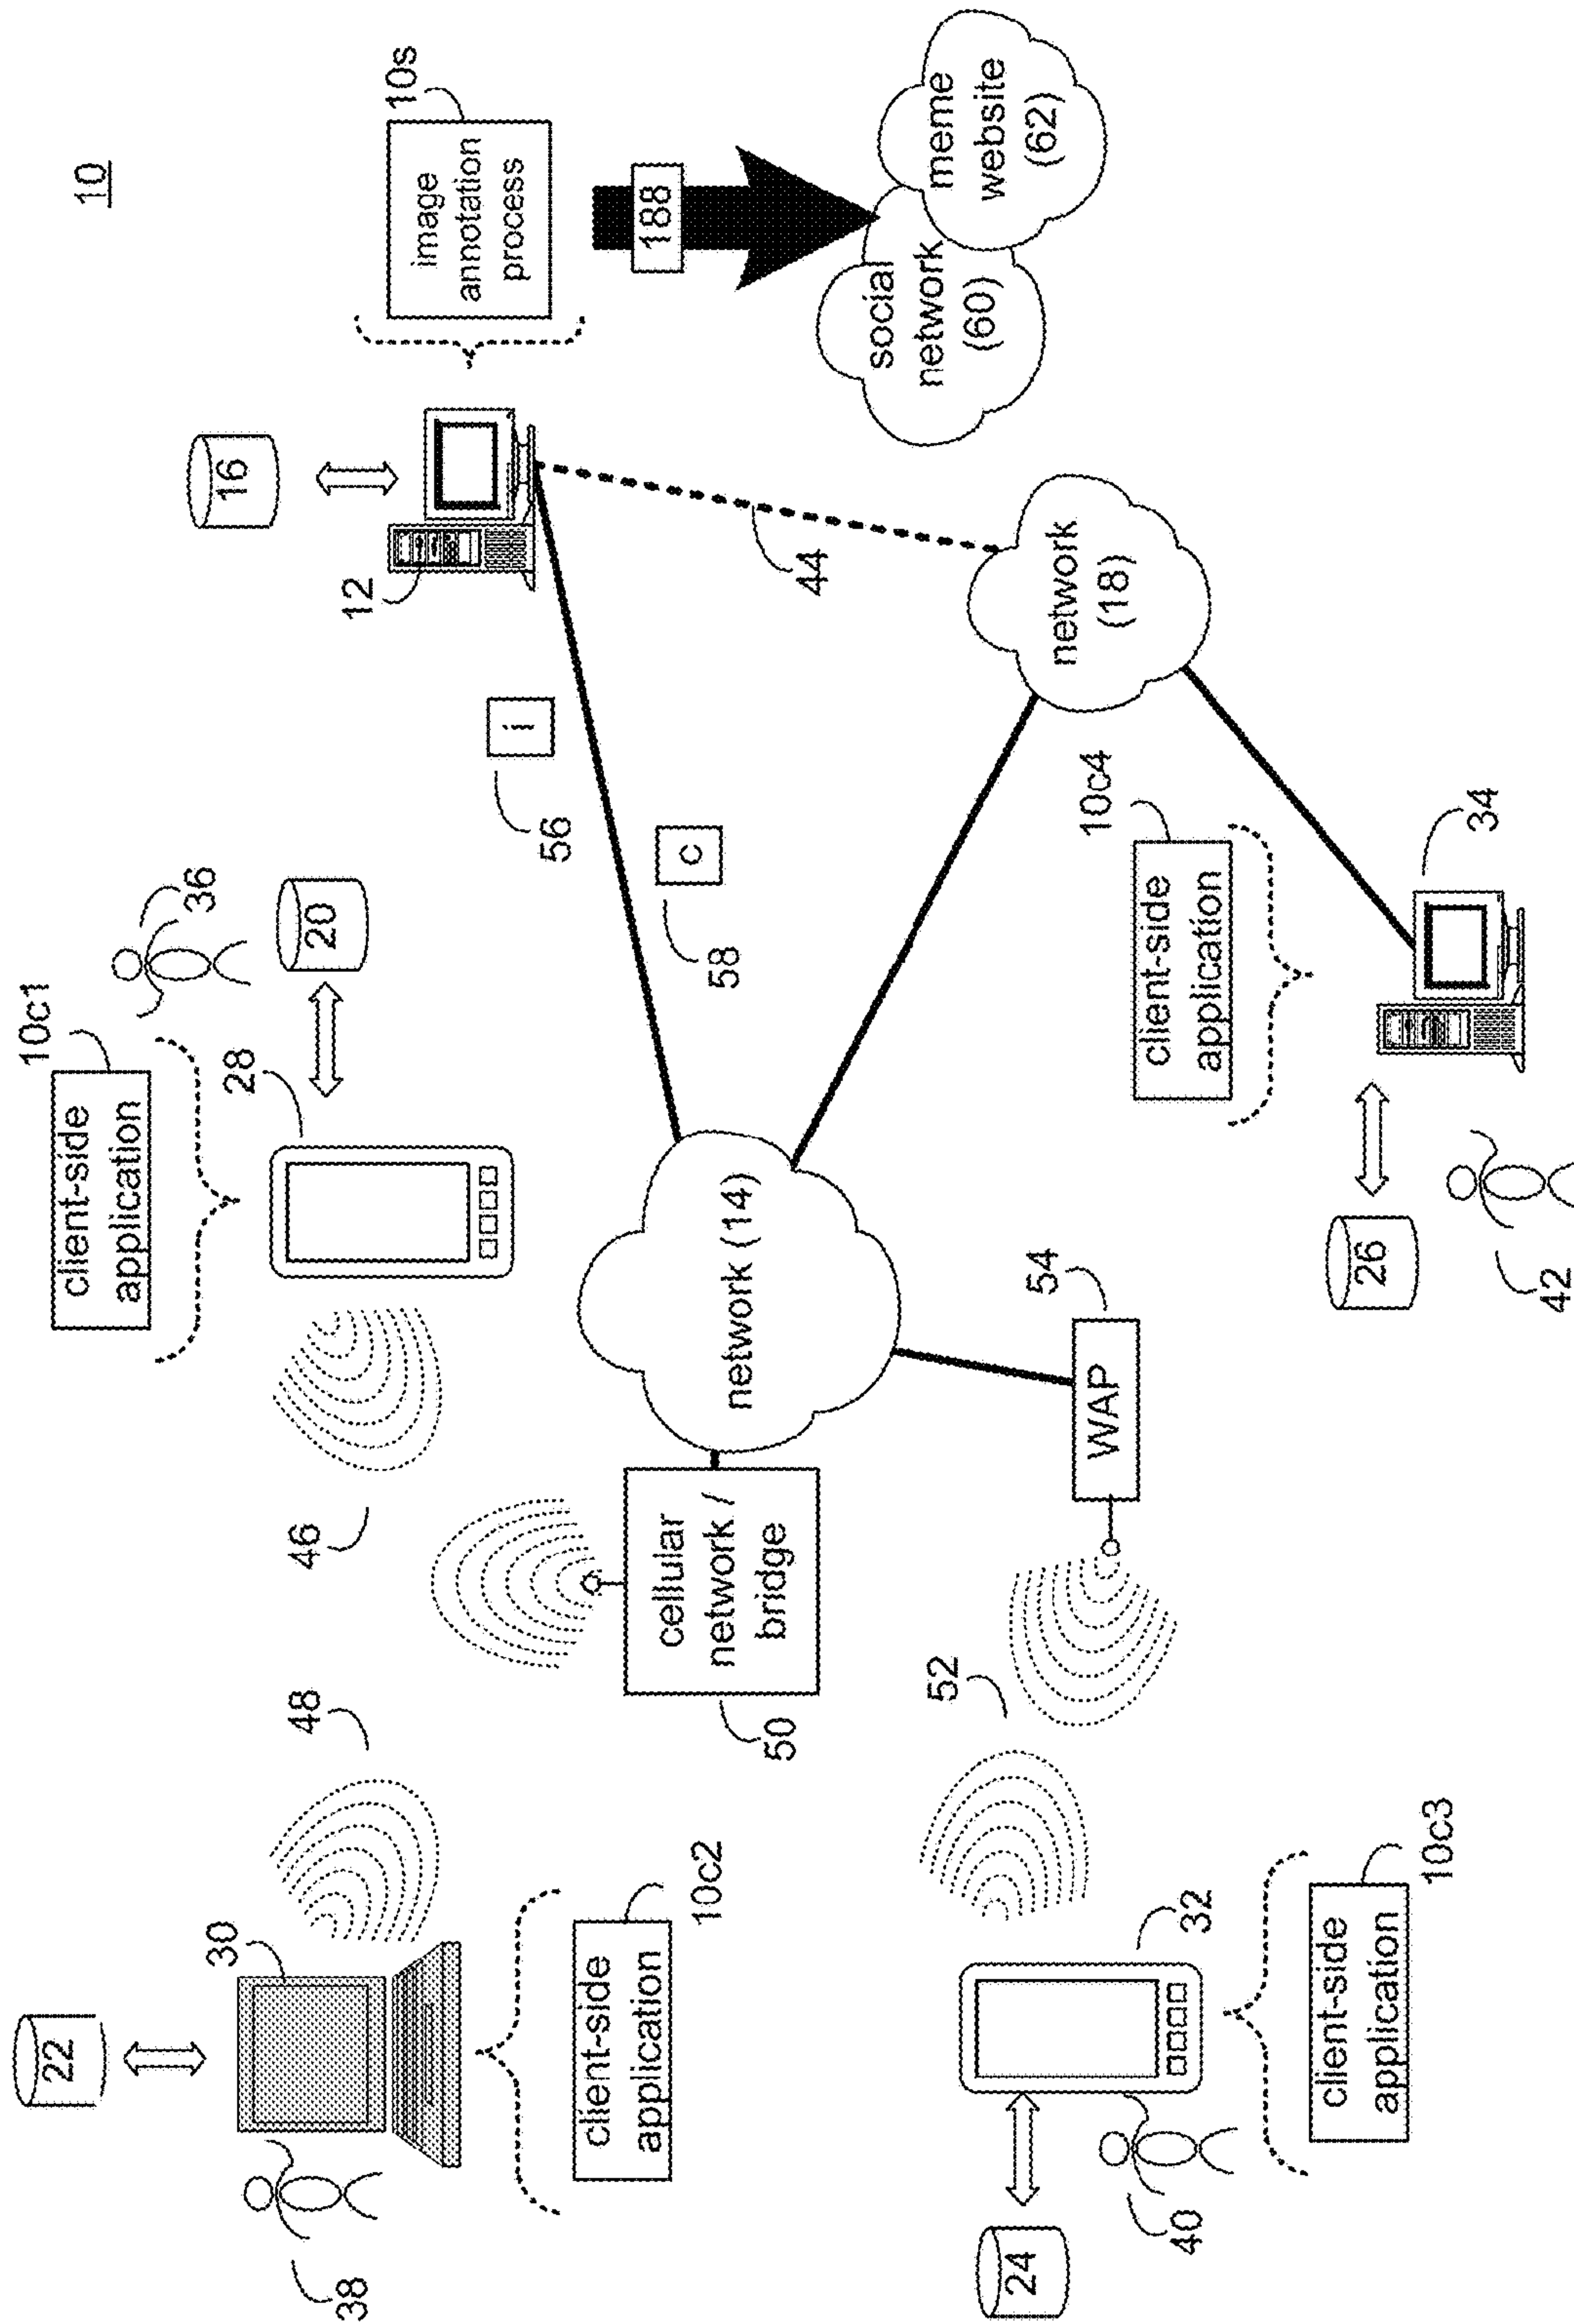 10
22
30
38
48
46
client-side
application
10c1
28
36
20
16
12
image
annotation
process
10s
188
social
network
(60)
meme
website
(62)
client-side
application
10c2
cellular
network /
bridge
50
network (14)
i
56
c
58
44
network
(18)
24
40
32
52
WAP
54
client-side
application
10c3
client-side
application
10c4
34
26
42